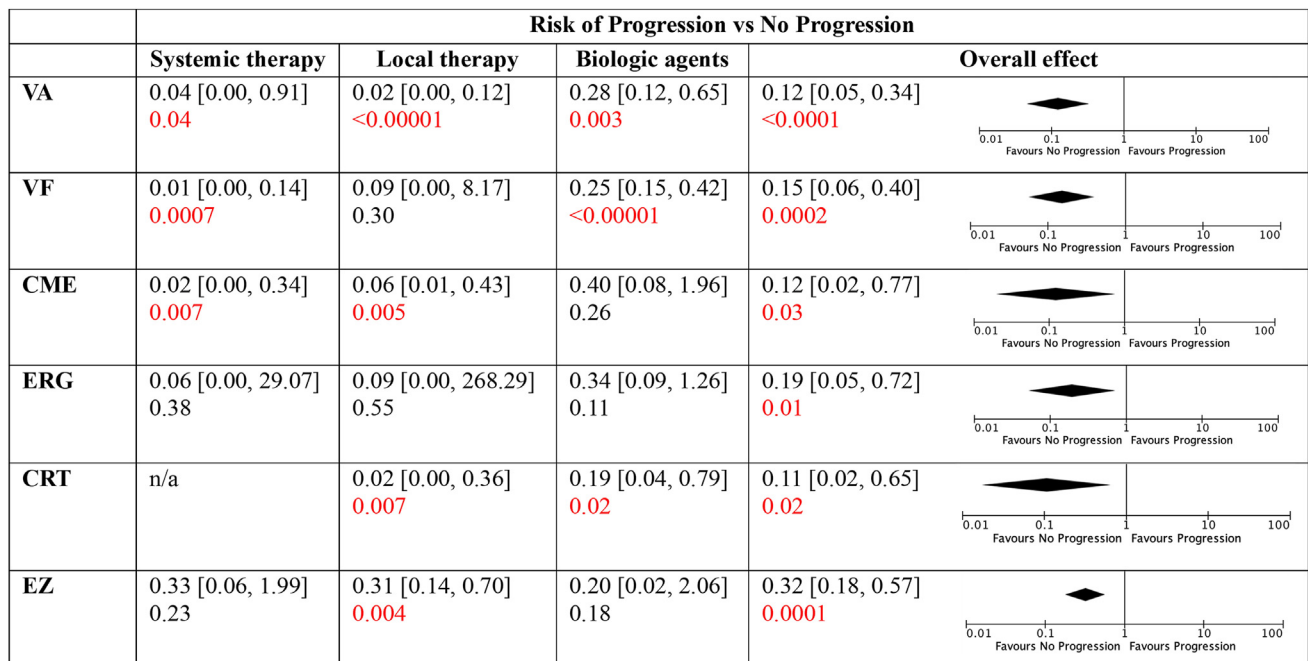 Risk of Progression vs No Progression
Systemic therapy Local therapy Biologic agents Overall effect
VA 0.04 [0.00, 0.91] 0.02 [0.00, 0.12] 0.28 [0.12, 0.65] 0.12 [0.05, 0.34]
0.04 <0.00001 0.003 <0.0001
0.01 0.1 1 10 100
Favours No Progression Favours Progression
VF 0.01 [0.00, 0.14] 0.09 [0.00, 8.17] 0.25 [0.15, 0.42] 0.15 [0.06, 0.40]
0.0007 0.30 <0.00001 0.0002
0.01 0.1 1 10 100
Favours No Progression Favours Progression
CME 0.02 [0.00, 0.34] 0.06 [0.01, 0.43] 0.40 [0.08, 1.96] 0.12 [0.02, 0.77]
0.007 0.005 0.26 0.03
0.01 0.1 1 10 100
Favours No Progression Favours Progression
ERG 0.06 [0.00, 29.07] 0.09 [0.00, 268.29] 0.34 [0.09, 1.26] 0.19 [0.05, 0.72]
0.38 0.55 0.11 0.01
0.01 0.1 1 10 100
Favours No Progression Favours Progression
CRT n/a 0.02 [0.00, 0.36] 0.19 [0.04, 0.79] 0.11 [0.02, 0.65]
0.007 0.02 0.02
0.01 0.1 1 10 100
Favours No Progression Favours Progression
EZ 0.33 [0.06, 1.99] 0.31 [0.14, 0.70] 0.20 [0.02, 2.06] 0.32 [0.18, 0.57]
0.23 0.004 0.18 0.0001
0.01 0.1 1 10 100
Favours No Progression Favours Progression